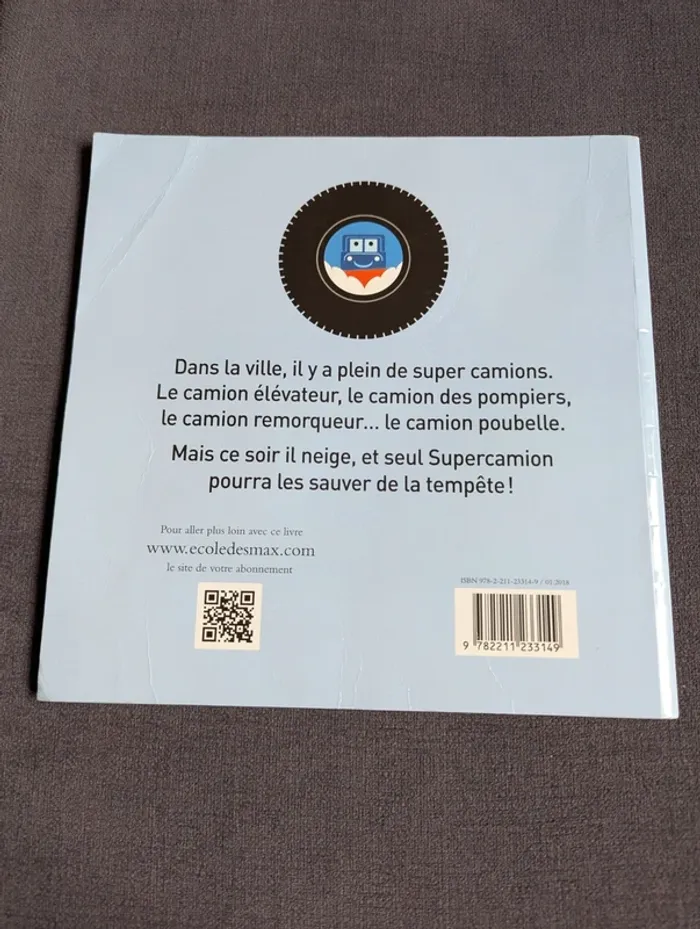 Dans la ville, il y a plein de super camions.
Le camion élévateur, le camion des pompiers,
le camion remorqueur... le camion poubelle.
Mais ce soir il neige, et seul Supercamion
pourra les sauver de la tempête !
Pour aller plus loin avec ce livre
www.ecoledesmax.com
le site de votre abonnement
ISBN 978-2-211-23314-9 / 01.2018
9 782211 233149